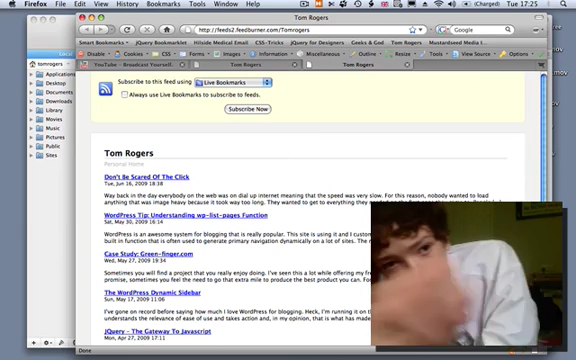 Firefox File Edit View History Bookmarks Tools Window Help (Charged) Tue 17:25
Tom Rogers
http://feeds2.feedburner.com/Tomrogers
Google
Smart Bookmarks jQuery Bookmarklet Hillside Medical CSS-Tricks jQuery for Designers Geeks & God Tom Rogers Mustardseed Media
Disable Cookies CSS Forms Images Information Miscellaneous Outline Resize Tools View Source Options
YouTube - Broadcast Yourself. Tom Rogers Tom Rogers
tomrogers
Applications
Desktop
Documents
Downloads
Library
Movies
Music
Pictures
Public
Sites
Subscribe to this feed using Live Bookmarks
Always use Live Bookmarks to subscribe to feeds.
Subscribe Now
Tom Rogers
Personal Home
Don't Be Scared Of The Click
Tue, Jun 16, 2009 18:38
Way back in the day everybody on the web was on dial up internet meaning that the speed was very slow. For this reason, nobody wanted to load
anything that was image heavy because it took way too long. They wanted to get to everything
WordPress Tip: Understanding wp-list-pages Function
Sat, May 30, 2009 16:14
WordPress is an awesome system for blogging that is really popular. This site is using it and I
built in function that is often used to generate primary navigation dynamically on a lot of sites. The
Case Study: Green-finger.com
Wed, May 27, 2009 19:34
Sometimes you will find a project that you really enjoy doing. I've seen this a lot while offering my
sometimes, you feel the need to go that extra mile to produce the best product you can. For
The WordPress Dynamic Sidebar
Sun, May 17, 2009 11:06
I've gone on record before saying how much I love WordPress for blogging. Heck, I'm running it on
understands the relevance of ease of use and takes action and, in my opinion, that is what has
JQuery - The Gateway To Javascript
Mon, Apr 27, 2009 17:11
Done